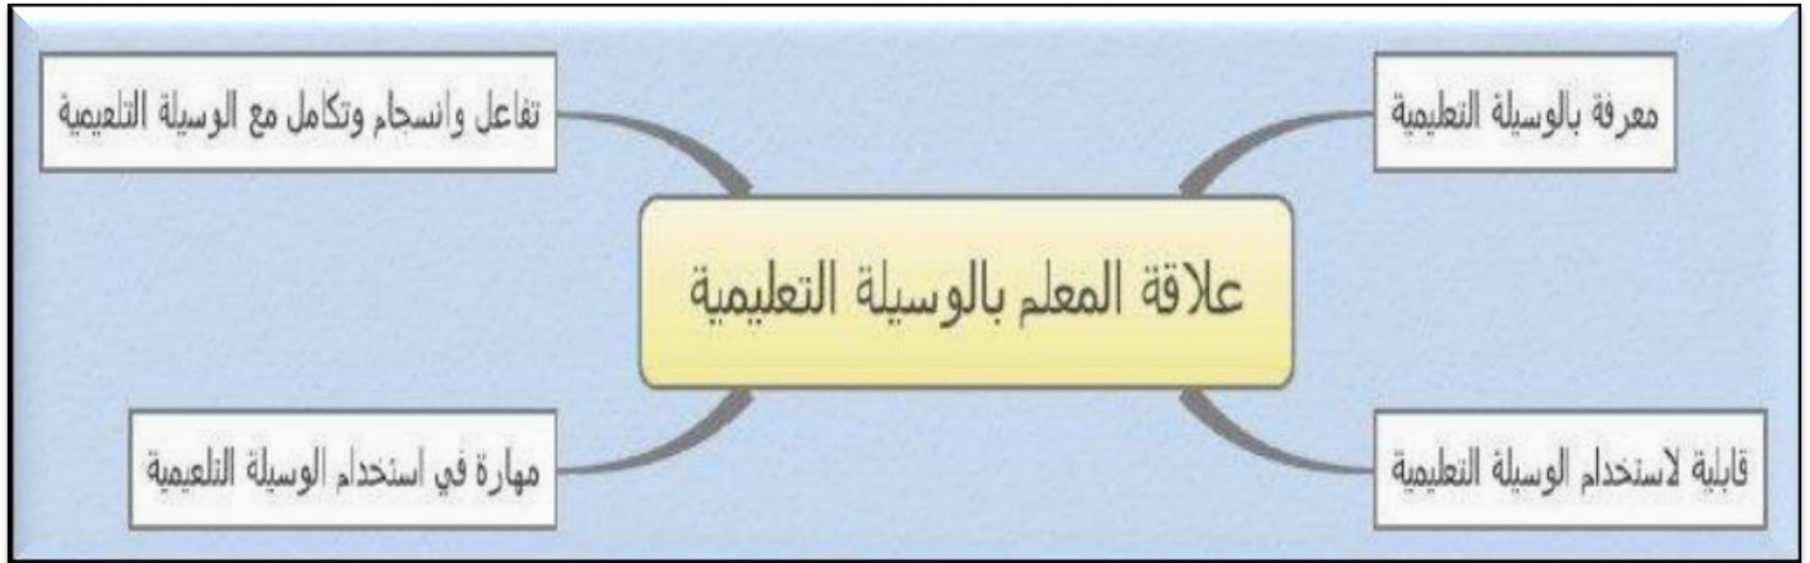 معرفة بالوسيلة التعليمية
تفاعل وانسجام وتكامل مع الوسيلة التلعيمية
علاقة المعلم بالوسيلة التعليمية
قابلية لاستخدام الوسيلة التعليمية
مهارة في استخدام الوسيلة التلعيمية